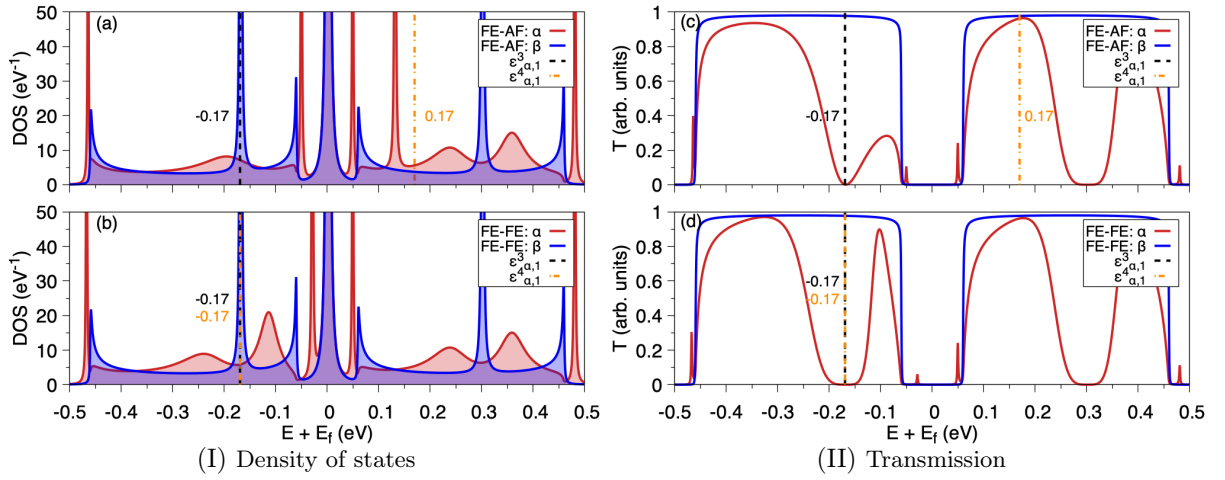 (a)
50
40
30
20
10
0
DOS (eV⁻¹)
FE-AF: α
FE-AF: β
ε³α,1
ε⁴α,1
-0.17
0.17
(b)
50
40
30
20
10
0
DOS (eV⁻¹)
FE-FE: α
FE-FE: β
ε³α,1
ε⁴α,1
-0.17
-0.17
-0.5 -0.4 -0.3 -0.2 -0.1 0 0.1 0.2 0.3 0.4 0.5
E + Ef (eV)
(I) Density of states
(c)
1
0.8
0.6
0.4
0.2
0
T (arb. units)
FE-AF: α
FE-AF: β
ε³α,1
ε⁴α,1
-0.17
0.17
(d)
1
0.8
0.6
0.4
0.2
0
T (arb. units)
FE-FE: α
FE-FE: β
ε³α,1
ε⁴α,1
-0.17
-0.17
-0.5 -0.4 -0.3 -0.2 -0.1 0 0.1 0.2 0.3 0.4 0.5
E + Ef (eV)
(II) Transmission